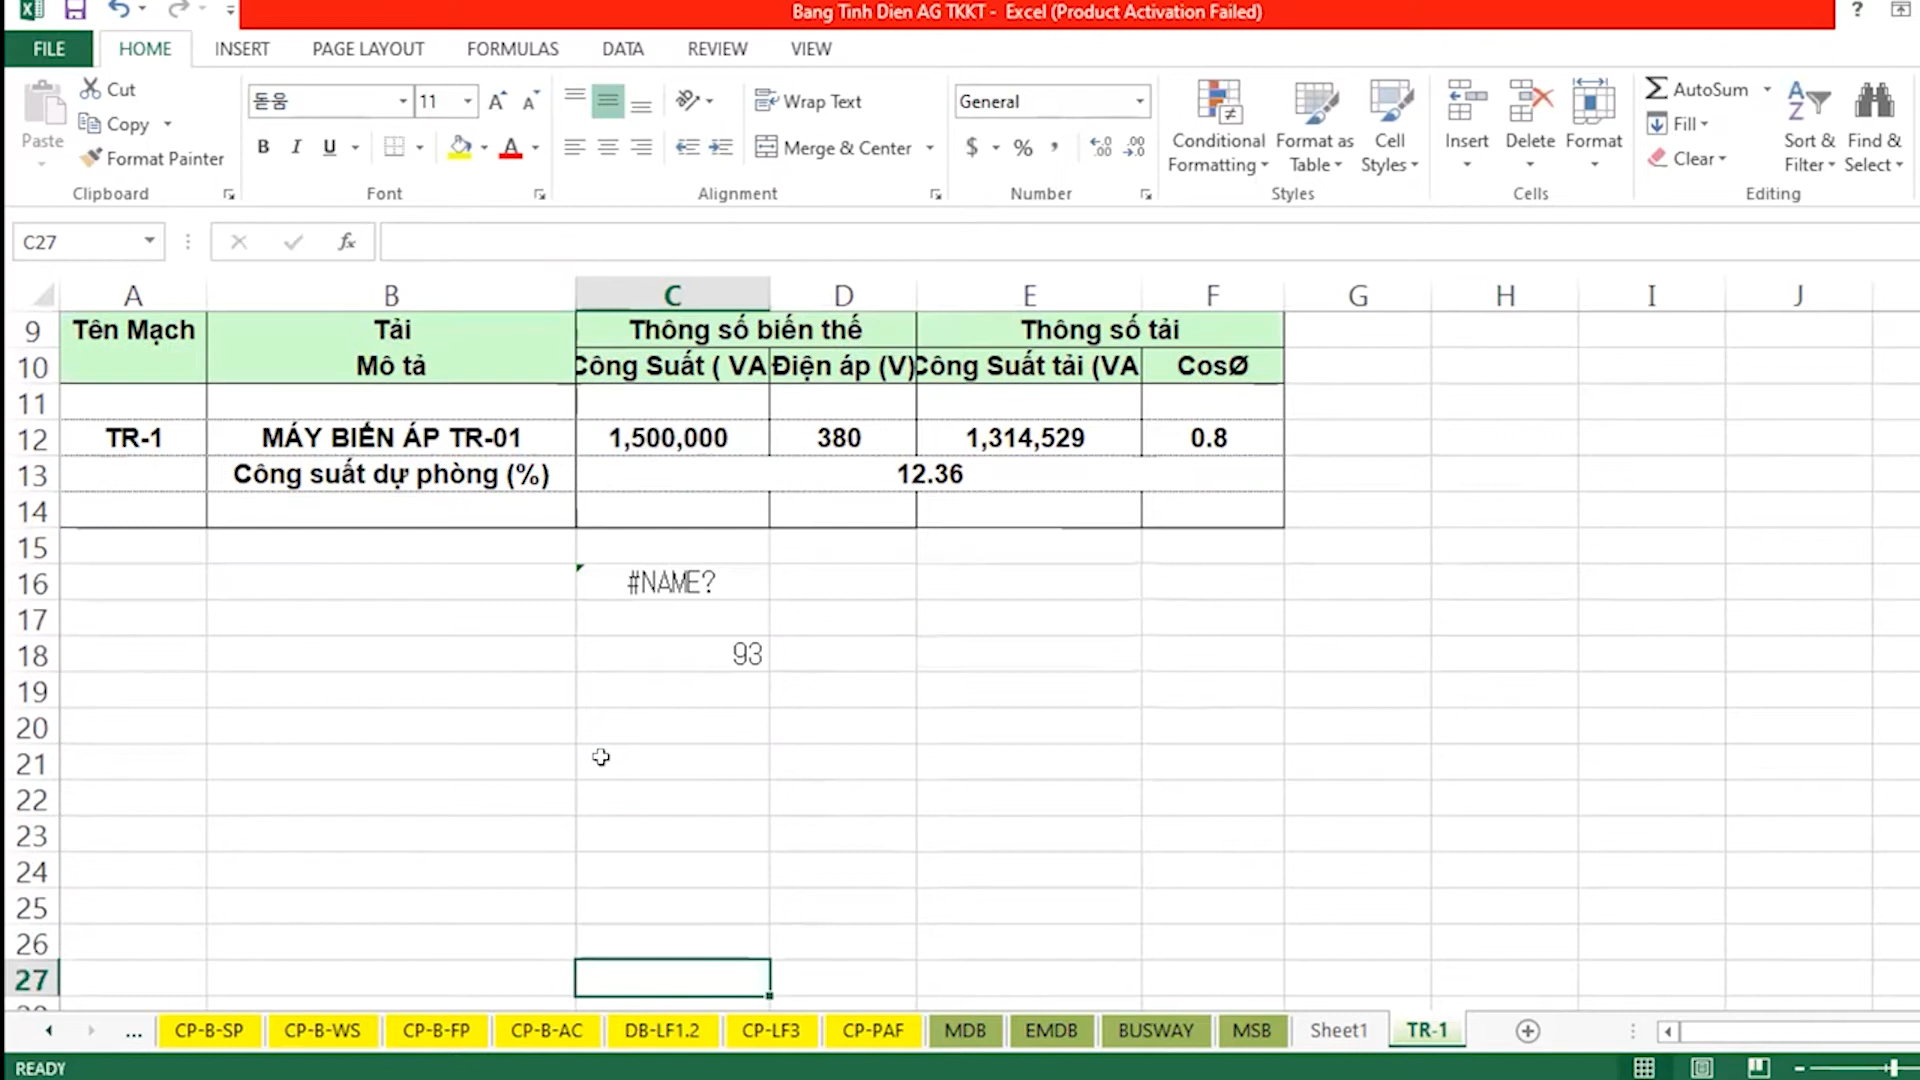 Bang Tinh Dien AG TKKT - Excel (Product Activation Failed)
?
FILE HOME INSERT PAGE LAYOUT FORMULAS DATA REVIEW VIEW
Paste
Cut
Copy
Format Painter
Clipboard
돋움 11
B I U
Font
Wrap Text
Merge & Center
Alignment
General
$ % ,
Number
Conditional Formatting
Format as Table
Cell Styles
Styles
Insert Delete Format
Cells
AutoSum
Fill
Clear
Sort & Filter
Find & Select
Editing
C27 fx
A B C D E F G H I J
9 Tên Mạch Tải Thông số biến thế Thông số tải
10 Mô tả Công Suất ( VA Điện áp (V) Công Suất tải (VA CosØ
11
12 TR-1 MÁY BIẾN ÁP TR-01 1,500,000 380 1,314,529 0.8
13 Công suất dự phòng (%) 12.36
14
15
16 #NAME?
17
18 93
19
20
21
22
23
24
25
26
27
... CP-B-SP CP-B-WS CP-B-FP CP-B-AC DB-LF1.2 CP-LF3 CP-PAF MDB EMDB BUSWAY MSB Sheet1 TR-1
READY